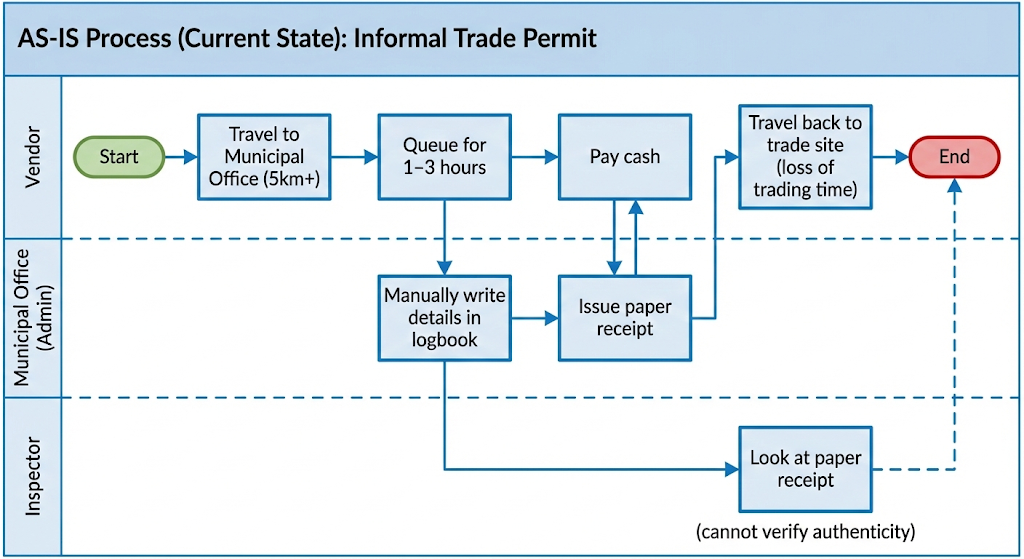 AS-IS Process (Current State): Informal Trade Permit
Vendor
Start
Travel to
Municipal
Office (5km+)
Queue for
1–3 hours
Pay cash
Travel back to
trade site
(loss of
trading time)
End
Municipal Office
(Admin)
Manually write
details in
logbook
Issue paper
receipt
Inspector
Look at paper
receipt
(cannot verify authenticity)